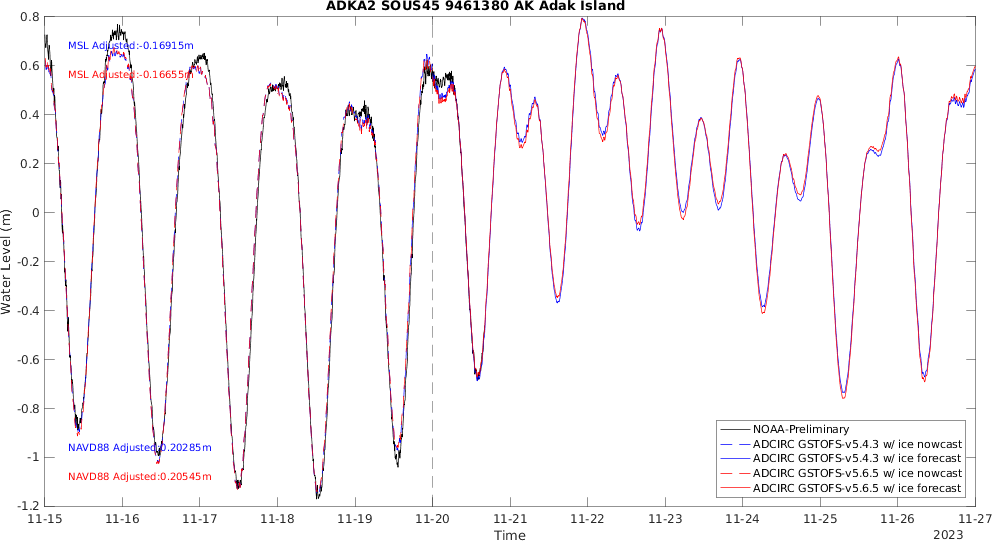 ADKA2 SOUS45 9461380 AK Adak Island
0.8
0.6
0.4
0.2
0
-0.2
-0.4
-0.6
-0.8
-1
-1.2
Water Level (m)
MSL Adjusted:-0.16915m
MSL Adjusted:-0.16655m
NAVD88 Adjusted:0.20285m
NAVD88 Adjusted:0.20545m
NOAA-Preliminary
ADCIRC GSTOFS-v5.4.3 w/ ice nowcast
ADCIRC GSTOFS-v5.4.3 w/ ice forecast
ADCIRC GSTOFS-v5.6.5 w/ ice nowcast
ADCIRC GSTOFS-v5.6.5 w/ ice forecast
11-15 11-16 11-17 11-18 11-19 11-20 11-21 11-22 11-23 11-24 11-25 11-26 11-27
Time
2023